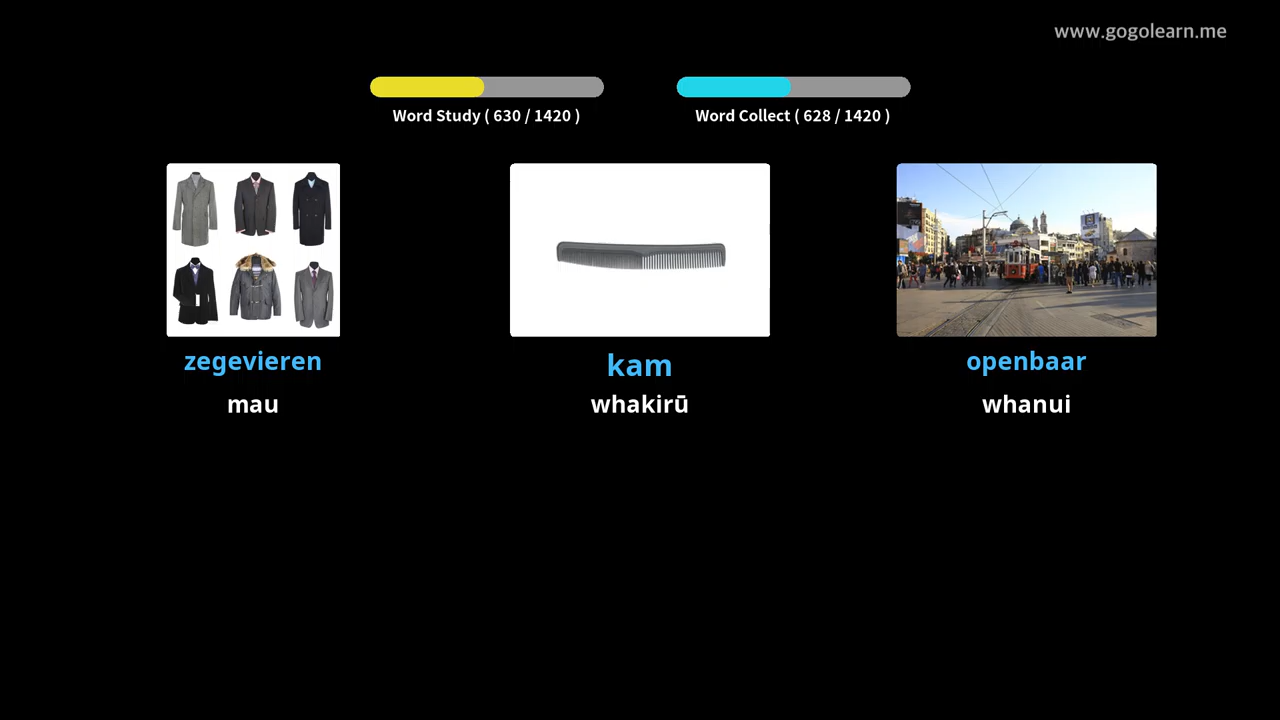 www.gogolearn.me
Word Study ( 630 / 1420 )
Word Collect ( 628 / 1420 )
zegevieren
kam
openbaar
mau
whakirū
whanui